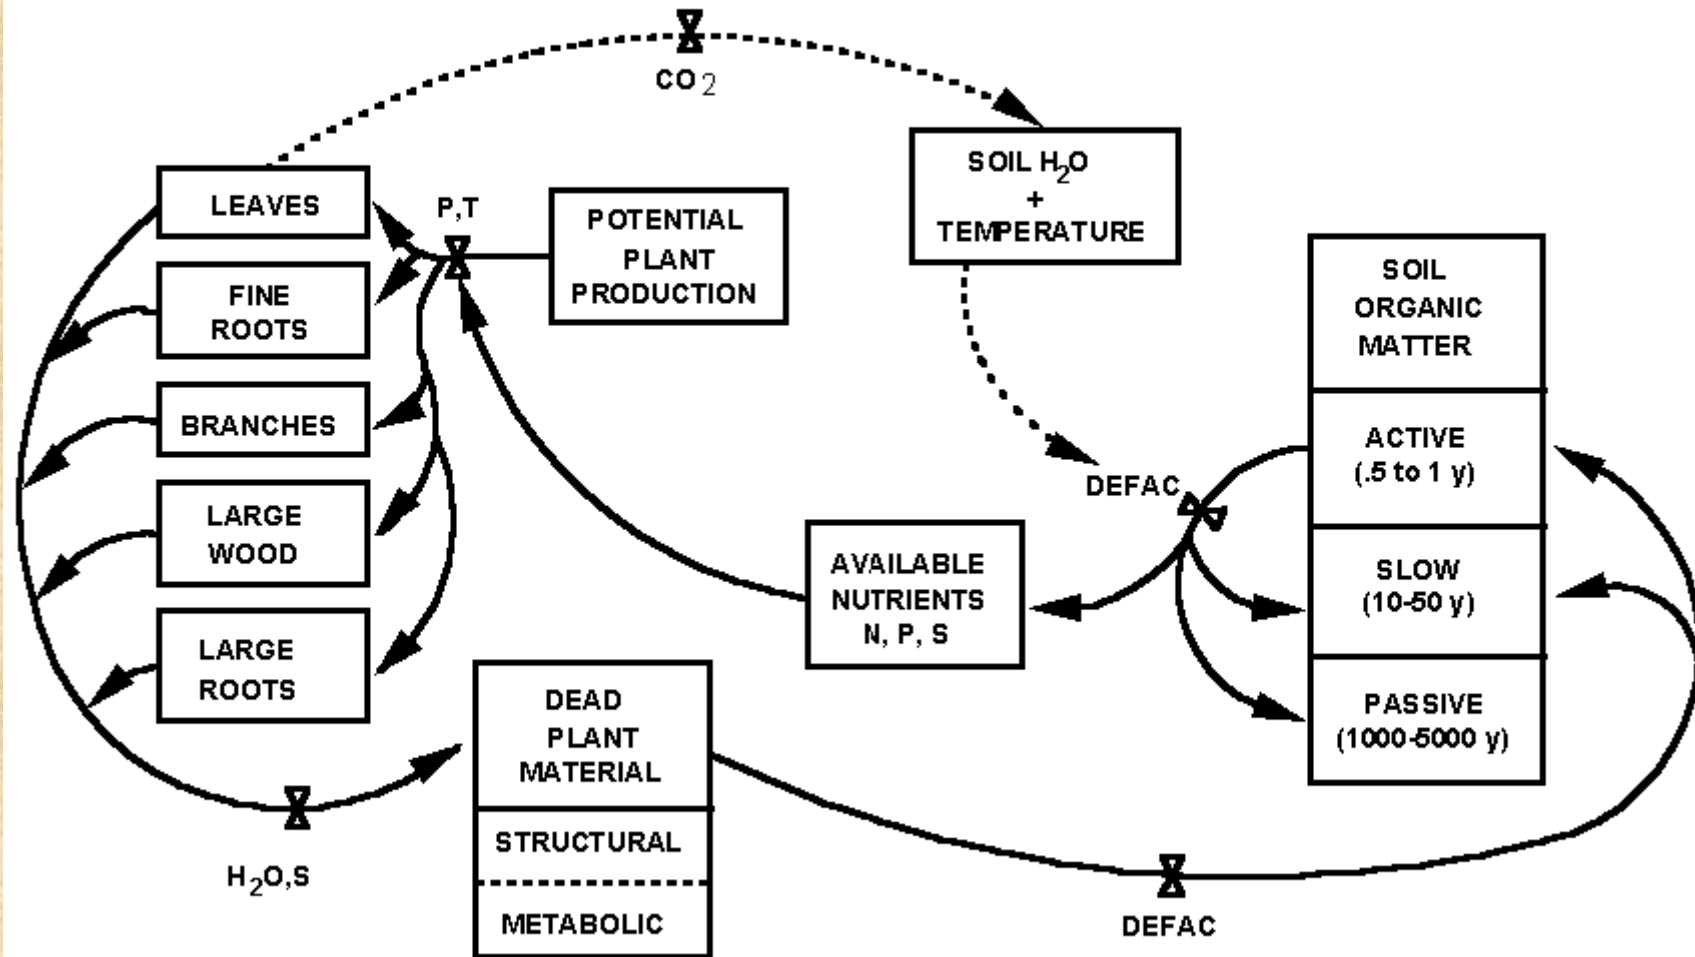 CO2
LEAVES
FINE
ROOTS
BRANCHES
LARGE
WOOD
LARGE
ROOTS
P,T
POTENTIAL
PLANT
PRODUCTION
SOIL H2O
+
TEMPERATURE
DEFAC
SOIL
ORGANIC
MATTER
ACTIVE
(.5 to 1 y)
SLOW
(10-50 y)
PASSIVE
(1000-5000 y)
AVAILABLE
NUTRIENTS
N, P, S
DEAD
PLANT
MATERIAL
STRUCTURAL
METABOLIC
H2O,S
DEFAC